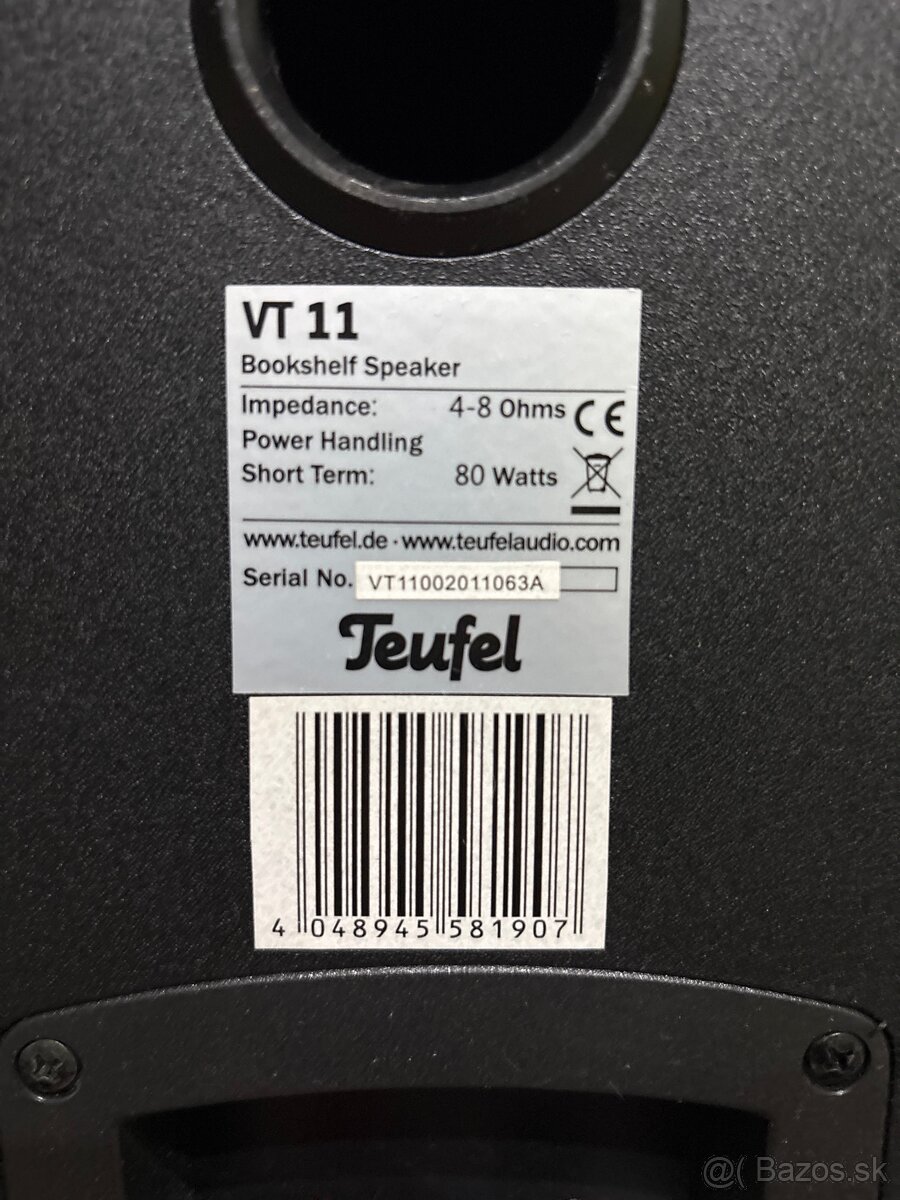 VT 11
Bookshelf Speaker
Impedance: 4-8 Ohms CE
Power Handling
Short Term: 80 Watts
www.teufel.de · www.teufelaudio.com
Serial No. VT11002011063A
Teufel
4 048945 581907
@( Bazos.sk